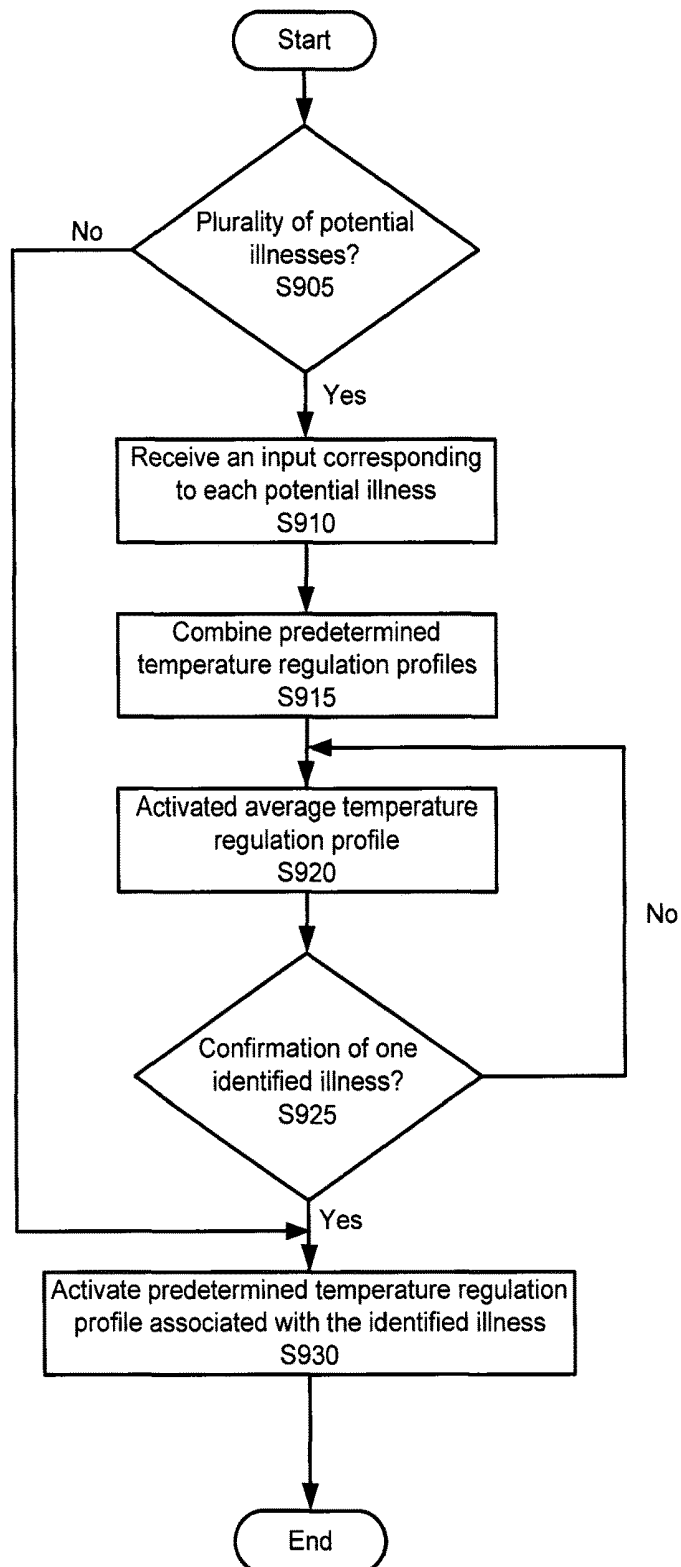 Start
Plurality of potential
illnesses?
S905
No
Yes
Receive an input corresponding
to each potential illness
S910
Combine predetermined
temperature regulation profiles
S915
Activated average temperature
regulation profile
S920
No
Confirmation of one
identified illness?
S925
Yes
Activate predetermined temperature regulation
profile associated with the identified illness
S930
End